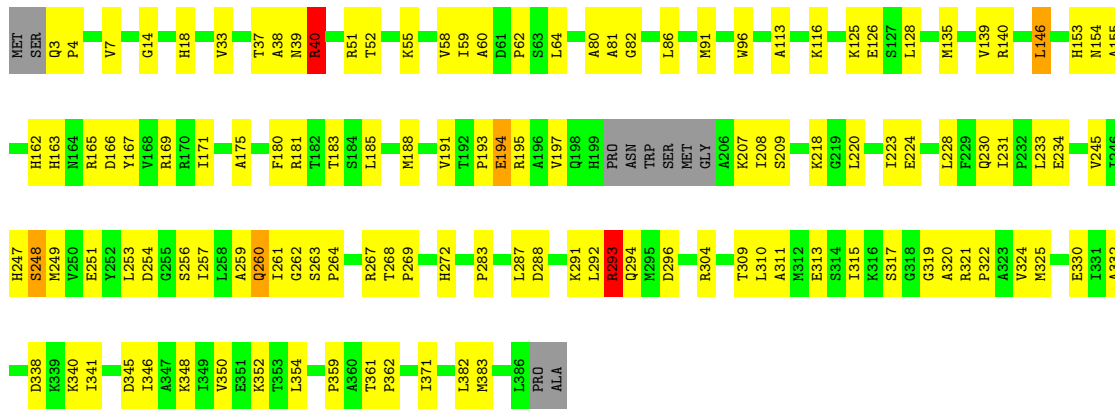 MET SER Q3 P4 V7 G14 H18 V33 T37 A38 N39 R40 R51 T52 K55 V58 I59 A60 D61 P62 S63 L64 A80 A81 G82 L86 M91 W96 A113 K116 K125 E126 S127 L128 M135 V139 R140 L146 H153 N154 A155
H162 H163 N164 R165 D166 Y167 V168 R169 R170 I171 A175 F180 R181 T182 T183 S184 L185 M188 V191 T192 P193 E194 R195 A196 V197 Q198 H199 PRO ASN TRP SER MET GLY A206 K207 I208 S209 K218 G219 L220 I223 E224 L228 F229 Q230 I231 P232 L233 E234 Y245
H247 S248 M249 V250 E251 Y252 L253 D254 G255 S256 I257 L258 A259 Q260 I261 G262 S263 P264 R267 T268 P269 H272 P283 L287 D288 K291 L292 R293 Q294 M295 D296 R304 T309 L310 A311 M312 E313 S314 I315 K316 S317 G318 G319 A320 R321 P322 A323 V324 M325 E330 I331
D338 K339 K340 I341 D345 I346 A347 K348 I349 V350 E351 K352 T353 L354 P359 A360 T361 P362 I371 L382 M383 L386 PRO ALA